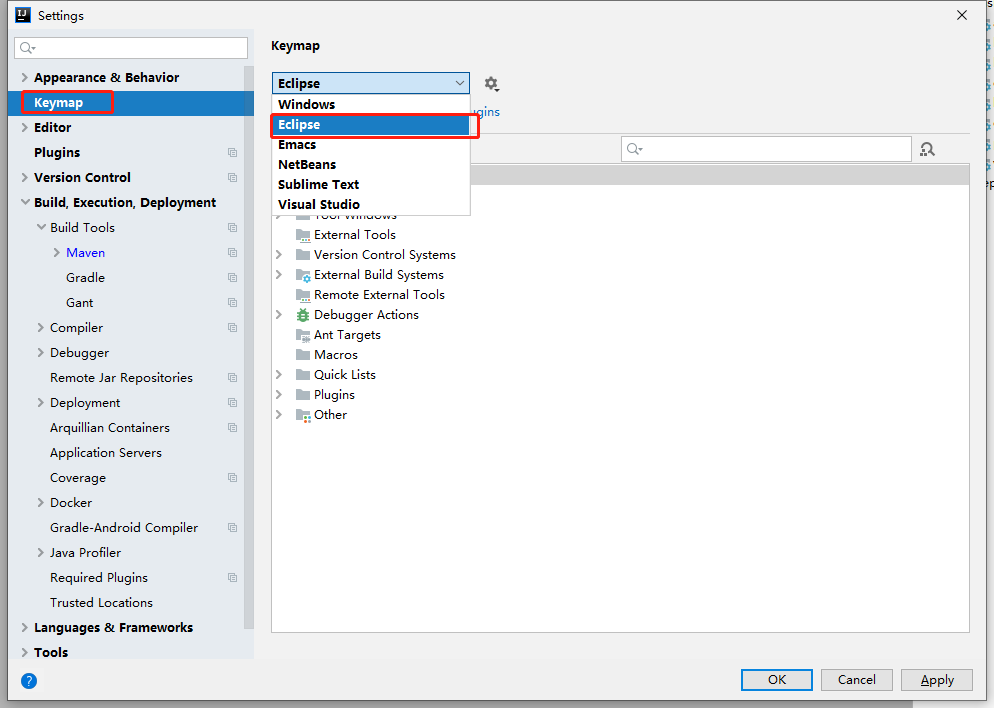 Settings
Appearance & Behavior
Keymap
Editor
Plugins
Version Control
Build, Execution, Deployment
Build Tools
Maven
Gradle
Gant
Compiler
Debugger
Remote Jar Repositories
Deployment
Arquillian Containers
Application Servers
Coverage
Docker
Gradle-Android Compiler
Java Profiler
Required Plugins
Trusted Locations
Languages & Frameworks
Tools
Keymap
Eclipse
Windows
Eclipse
Emacs
NetBeans
Sublime Text
Visual Studio
Tool Windows
External Tools
Version Control Systems
External Build Systems
Remote External Tools
Debugger Actions
Ant Targets
Macros
Quick Lists
Plugins
Other
?
OK
Cancel
Apply